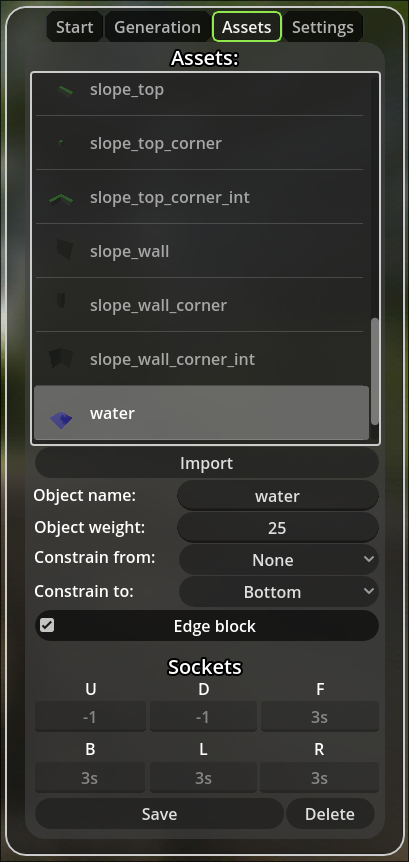 Start Generation Assets Settings
Assets:
slope_top
slope_top_corner
slope_top_corner_int
slope_wall
slope_wall_corner
slope_wall_corner_int
water
Import
Object name: water
Object weight: 25
Constrain from: None
Constrain to: Bottom
Edge block
Sockets
U D F
-1 -1 3s
B L R
3s 3s 3s
Save Delete